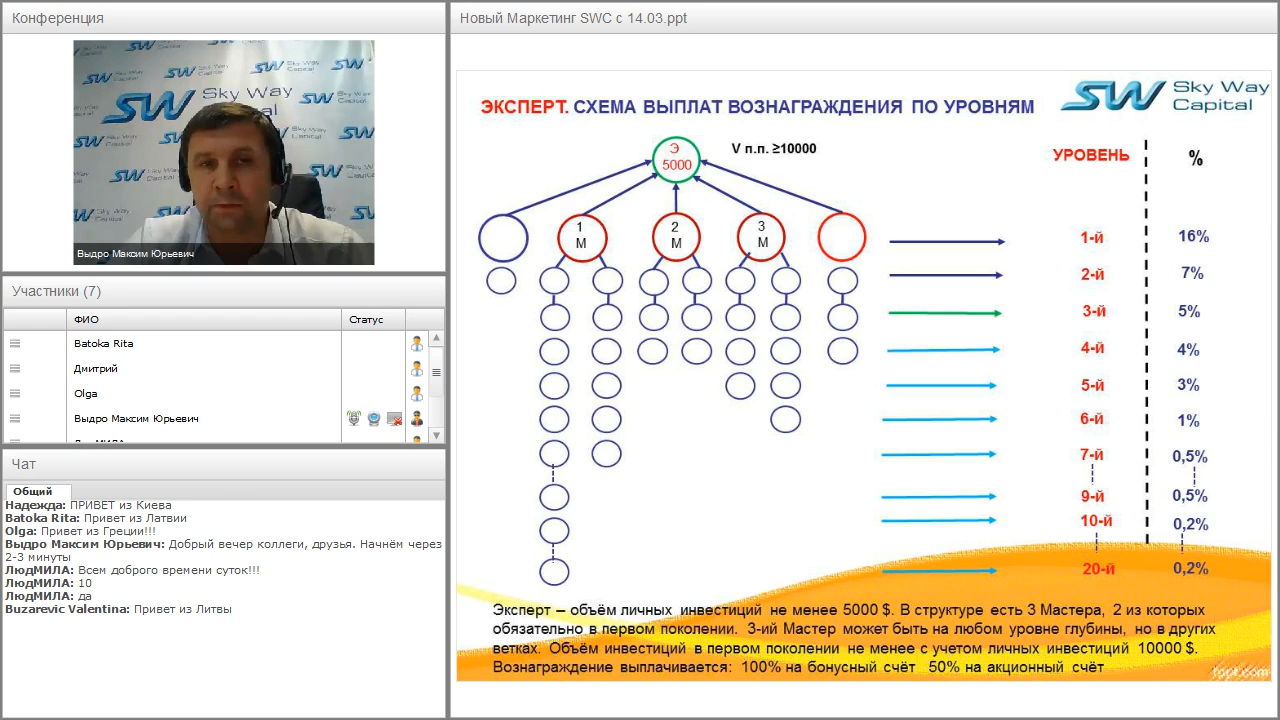 Конференция
SW Sky Way Capital
Выдро Максим Юрьевич
Участники (7)
ФИО Статус
Batoka Rita
Дмитрий
Olga
Выдро Максим Юрьевич
Чат
Общий
Надежда: ПРИВЕТ из Киева
Batoka Rita: Привет из Латвии
Olga: Привет из Греции!!!
Выдро Максим Юрьевич: Добрый вечер коллеги, друзья. Начнём через
2-3 минуты
ЛюдМИЛА: Всем доброго времени суток!!!
ЛюдМИЛА: 10
ЛюдМИЛА: да
Buzarevic Valentina: Привет из Литвы
Новый Маркетинг SWC с 14.03.ppt
SW Sky Way
Capital
ЭКСПЕРТ. СХЕМА ВЫПЛАТ ВОЗНАГРАЖДЕНИЯ ПО УРОВНЯМ
Э
5000
V п.п. ≥10000
УРОВЕНЬ %
1
М
2
М
3
М
1-й 16%
2-й 7%
3-й 5%
4-й 4%
5-й 3%
6-й 1%
7-й 0,5%
9-й 0,5%
10-й 0,2%
20-й 0,2%
Эксперт – объём личных инвестиций не менее 5000 $. В структуре есть 3 Мастера, 2 из которых
обязательно в первом поколении. 3-ий Мастер может быть на любом уровне глубины, но в других
ветках. Объём инвестиций в первом поколении не менее с учетом личных инвестиций 10000 $.
Вознаграждение выплачивается: 100% на бонусный счёт 50% на акционный счёт
fppt.com